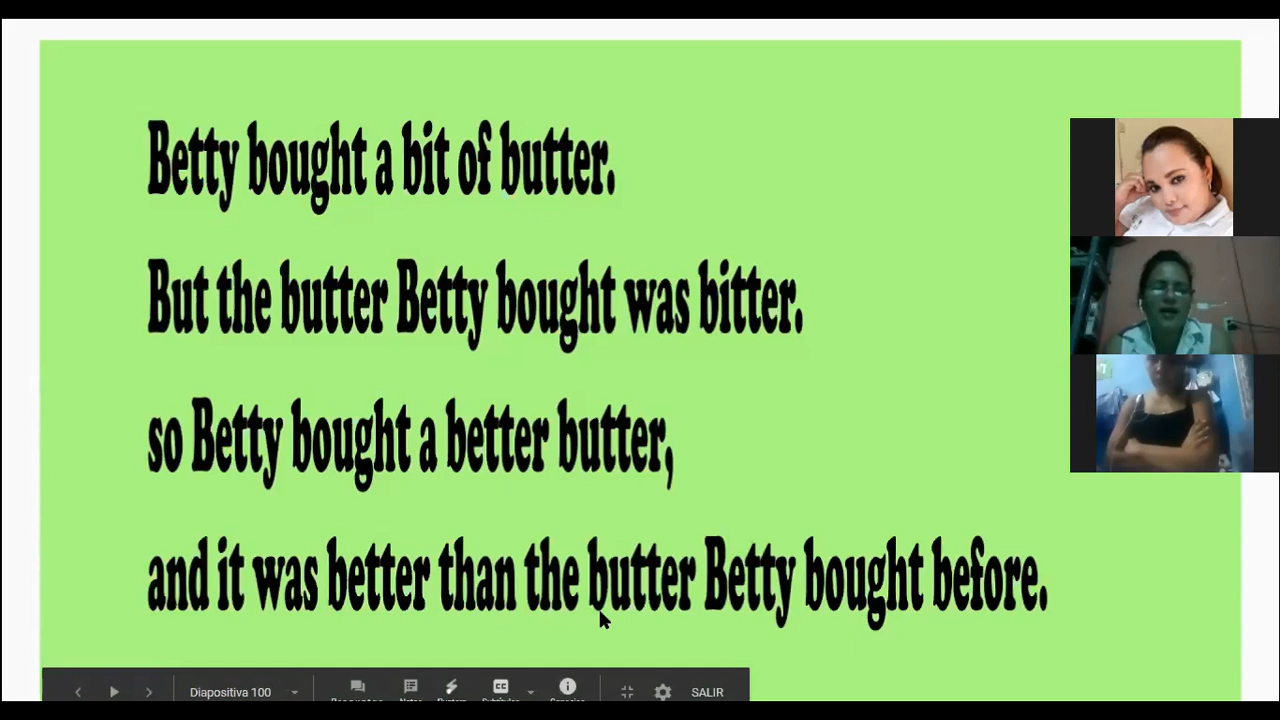 Betty bought a bit of butter.
But the butter Betty bought was bitter.
so Betty bought a better butter,
and it was better than the butter Betty bought before.
Diapositiva 100
SALIR